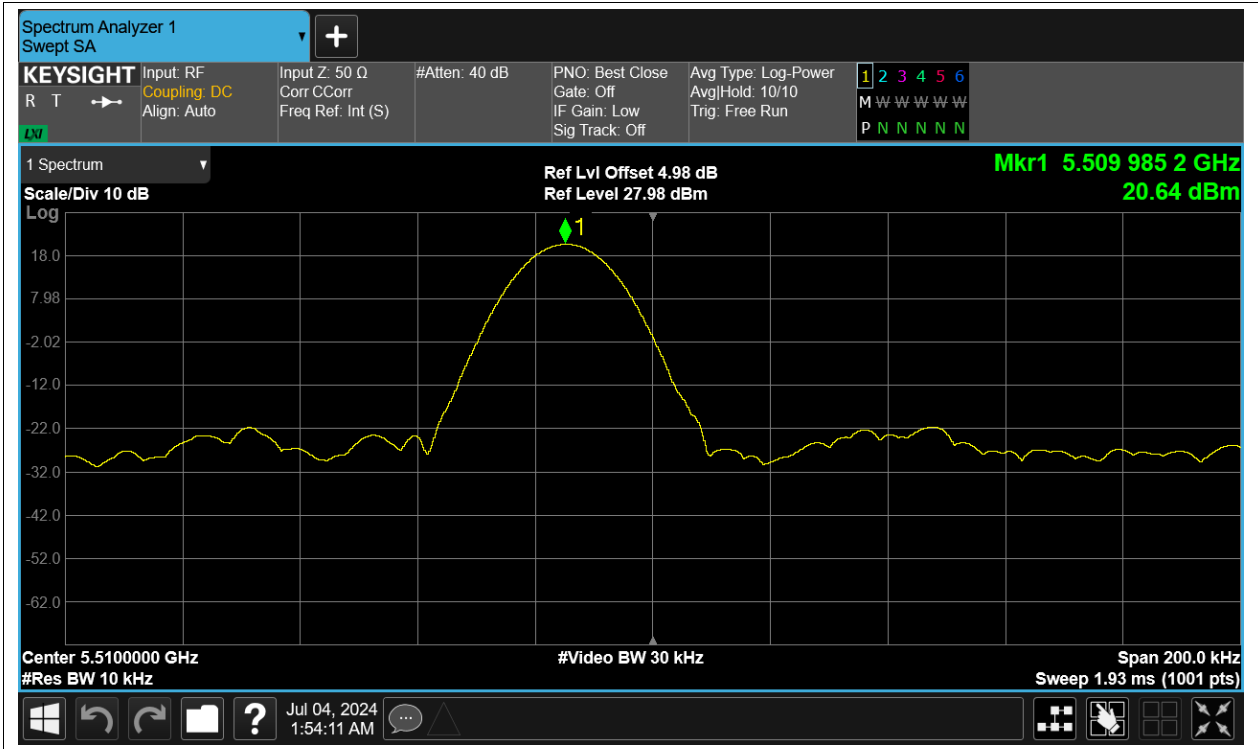 Spectrum Analyzer 1
Swept SA
KEYSIGHT
R T
LXI
Input: RF
Coupling: DC
Align: Auto
Input Z: 50 Ω
Corr CCorr
Freq Ref: Int (S)
#Atten: 40 dB
PNO: Best Close
Gate: Off
IF Gain: Low
Sig Track: Off
Avg Type: Log-Power
Avg|Hold: 10/10
Trig: Free Run
1 2 3 4 5 6
M W W W W W
P N N N N N
1 Spectrum
Scale/Div 10 dB
Ref Lvl Offset 4.98 dB
Ref Level 27.98 dBm
Mkr1 5.509 985 2 GHz
20.64 dBm
Log
1
18.0
7.98
-2.02
-12.0
-22.0
-32.0
-42.0
-52.0
-62.0
Center 5.5100000 GHz
#Video BW 30 kHz
Span 200.0 kHz
#Res BW 10 kHz
Sweep 1.93 ms (1001 pts)
?
Jul 04, 2024
1:54:11 AM